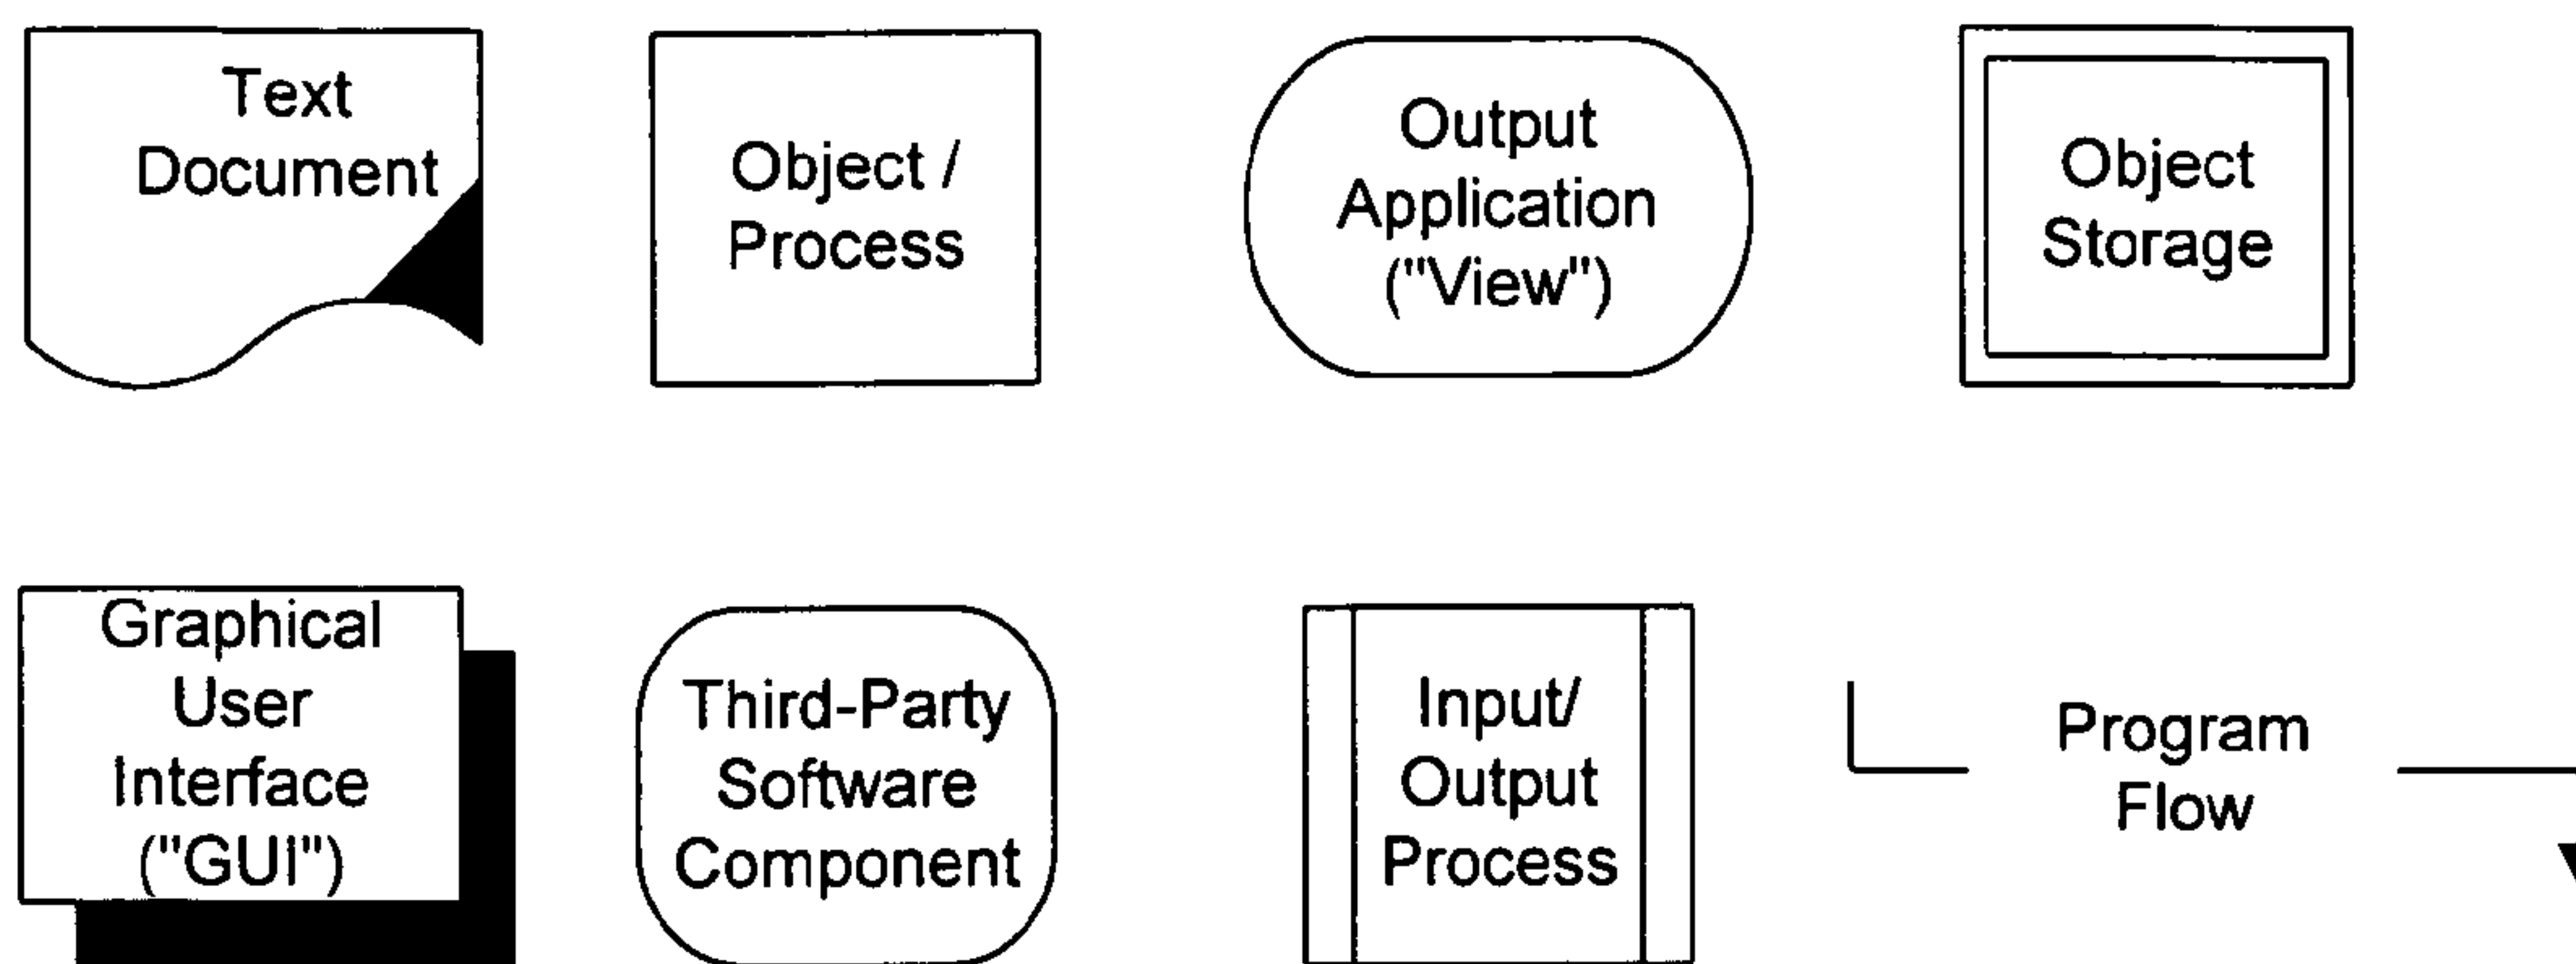 Text
Document
Object /
Process
Output
Application
("View")
Object
Storage
Graphical
User
Interface
("GUI")
Third-Party
Software
Component
Input/
Output
Process
Program
Flow